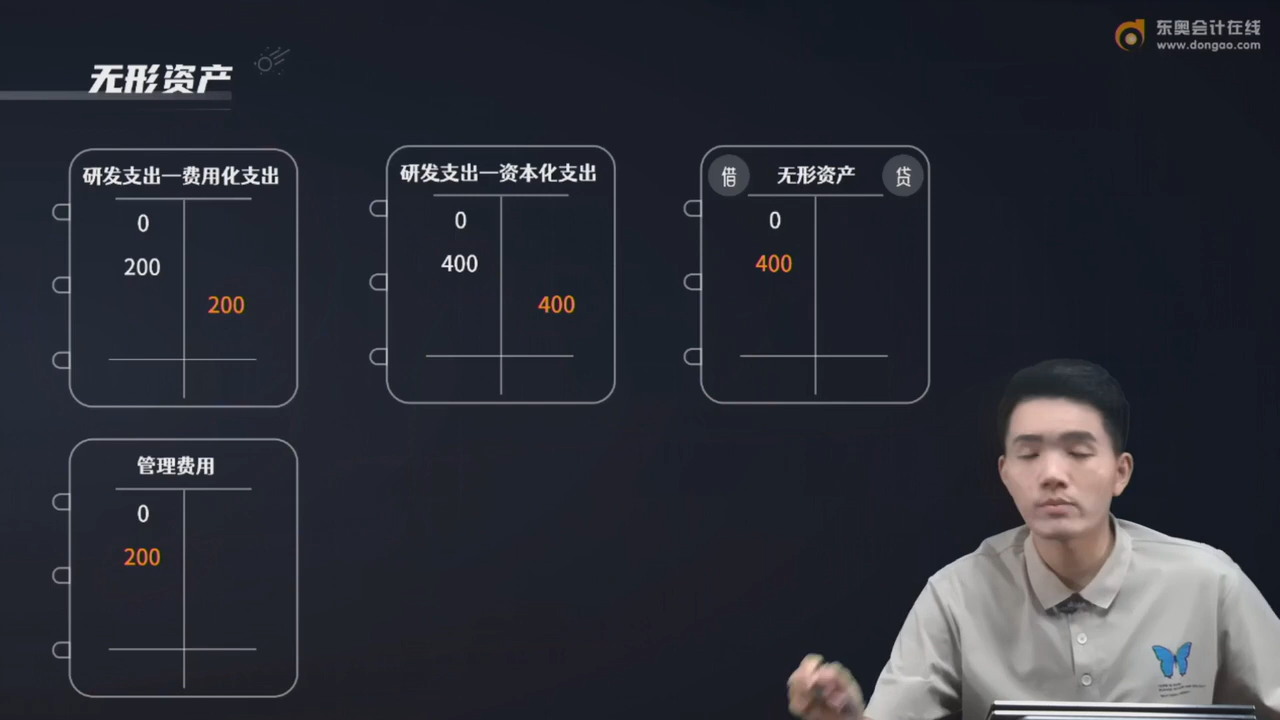 东奥会计在线
www.dongao.com
无形资产
研发支出—费用化支出
0
200
200
研发支出—资本化支出
0
400
400
借 无形资产 贷
0
400
管理费用
0
200